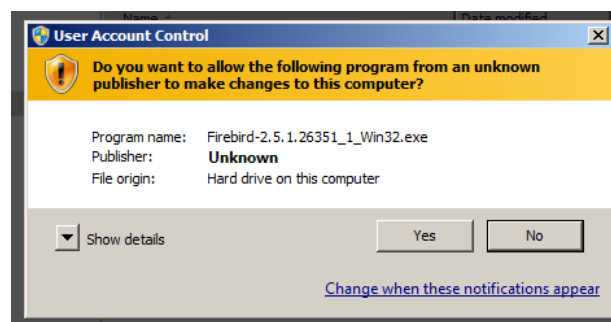 Name
Date modified
User Account Control
Do you want to allow the following program from an unknown
publisher to make changes to this computer?
Program name: Firebird-2.5.1.26351_1_Win32.exe
Publisher: Unknown
File origin: Hard drive on this computer
Show details
Yes
No
Change when these notifications appear